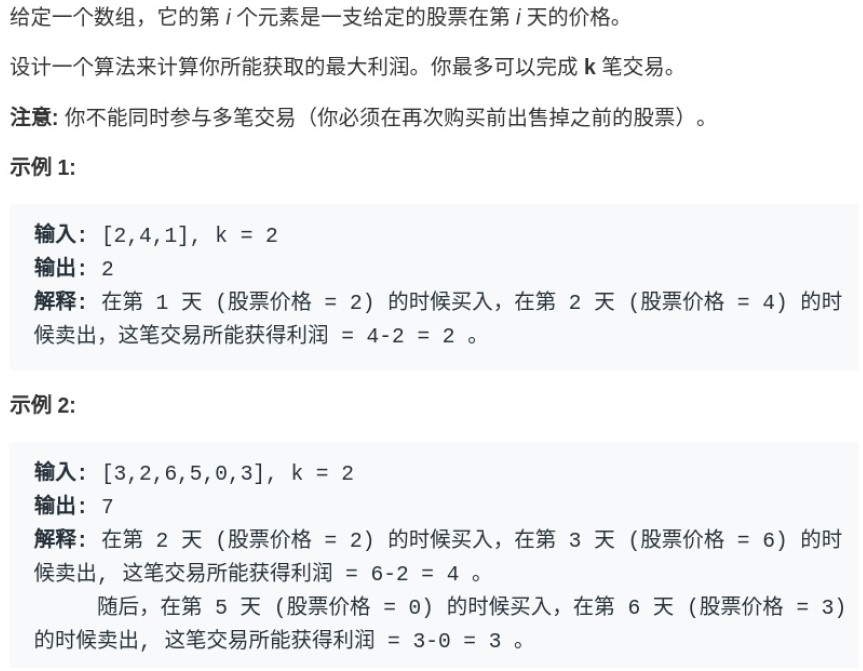 给定一个数组，它的第 i 个元素是一支给定的股票在第 i 天的价格。
设计一个算法来计算你所能获取的最大利润。你最多可以完成 k 笔交易。
注意: 你不能同时参与多笔交易（你必须在再次购买前出售掉之前的股票）。
示例 1:
输入: [2,4,1], k = 2
输出: 2
解释: 在第 1 天 (股票价格 = 2) 的时候买入，在第 2 天 (股票价格 = 4) 的时
候卖出，这笔交易所能获得利润 = 4-2 = 2 。
示例 2:
输入: [3,2,6,5,0,3], k = 2
输出: 7
解释: 在第 2 天 (股票价格 = 2) 的时候买入，在第 3 天 (股票价格 = 6) 的时
候卖出, 这笔交易所能获得利润 = 6-2 = 4 。
随后，在第 5 天 (股票价格 = 0) 的时候买入，在第 6 天 (股票价格 = 3)
的时候卖出, 这笔交易所能获得利润 = 3-0 = 3 。